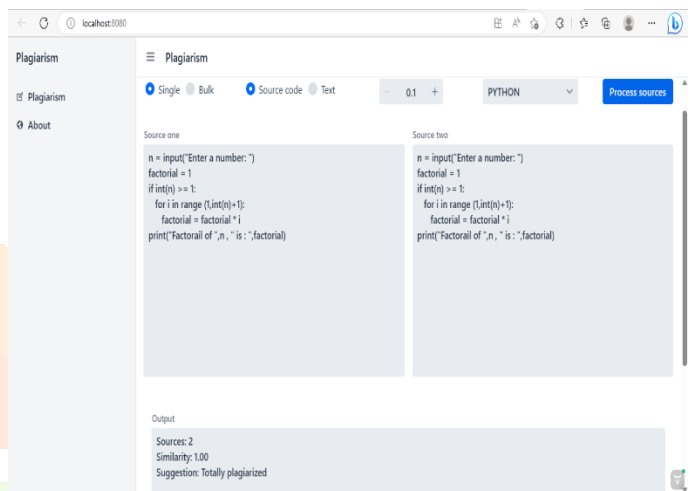 localhost:8080
Plagiarism
Plagiarism
Plagiarism
About
Single Bulk Source code Text - 0.1 + PYTHON Process sources
Source one
n = input("Enter a number: ")
factorial = 1
if int(n) >= 1:
for i in range (1,int(n)+1):
factorial = factorial * i
print("Factorail of ",n , " is : ",factorial)
Source two
n = input("Enter a number: ")
factorial = 1
if int(n) >= 1:
for i in range (1,int(n)+1):
factorial = factorial * i
print("Factorail of ",n , " is : ",factorial)
Output
Sources: 2
Similarity: 1.00
Suggestion: Totally plagiarized